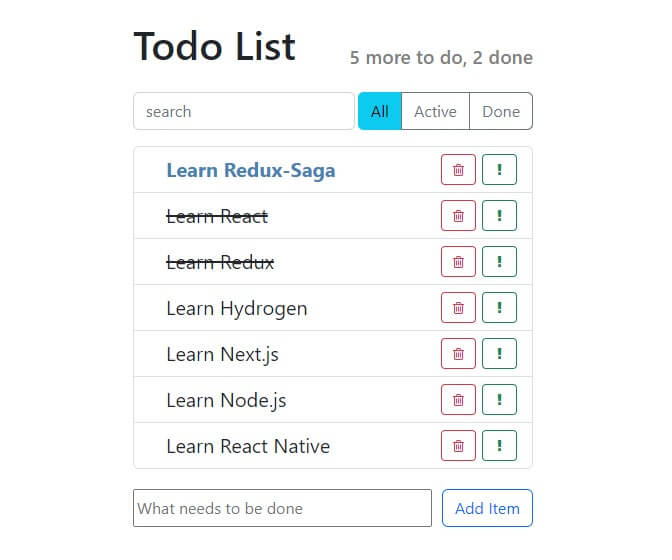 Todo List
5 more to do, 2 done
search All Active Done
Learn Redux-Saga !
Learn React !
Learn Redux !
Learn Hydrogen !
Learn Next.js !
Learn Node.js !
Learn React Native !
What needs to be done Add Item